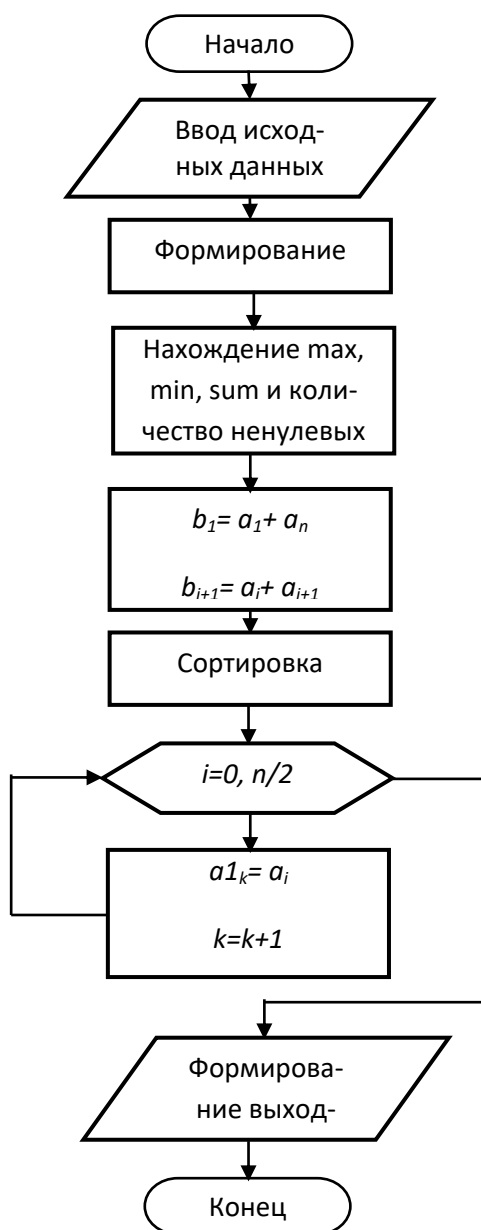 Начало
Ввод исход-
ных данных
Формирование
Нахождение max,
min, sum и коли-
чество ненулевых
b₁= a₁+ aₙ
bᵢ₊₁= aᵢ+ aᵢ₊₁
Сортировка
i=0, n/2
a1ₖ= aᵢ
k=k+1
Формирова-
ние выход-
Конец